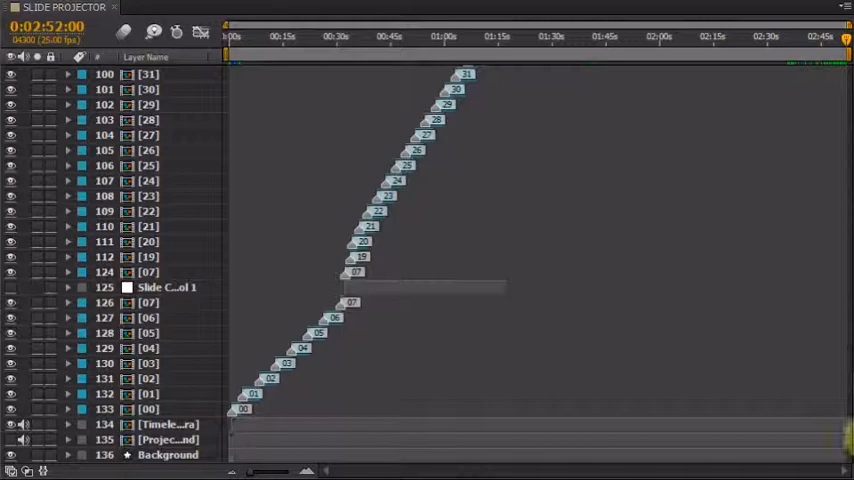 SLIDE PROJECTOR ×
0:02:52:00
04300 (25.00 fps)
:00s 00:15s 00:30s 00:45s 01:00s 01:15s 01:30s 01:45s 02:00s 02:15s 02:30s 02:45s
# Layer Name
100 [31] 31
101 [30] 30
102 [29] 29
103 [28] 28
104 [27] 27
105 [26] 26
106 [25] 25
107 [24] 24
108 [23] 23
109 [22] 22
110 [21] 21
111 [20] 20
112 [19] 19
124 [07] 07
125 Slide C...ol 1
126 [07] 07
127 [06] 06
128 [05] 05
129 [04] 04
130 [03] 03
131 [02] 02
132 [01] 01
133 [00] 00
134 [Timele...ra]
135 [Projec...nd]
136 Background